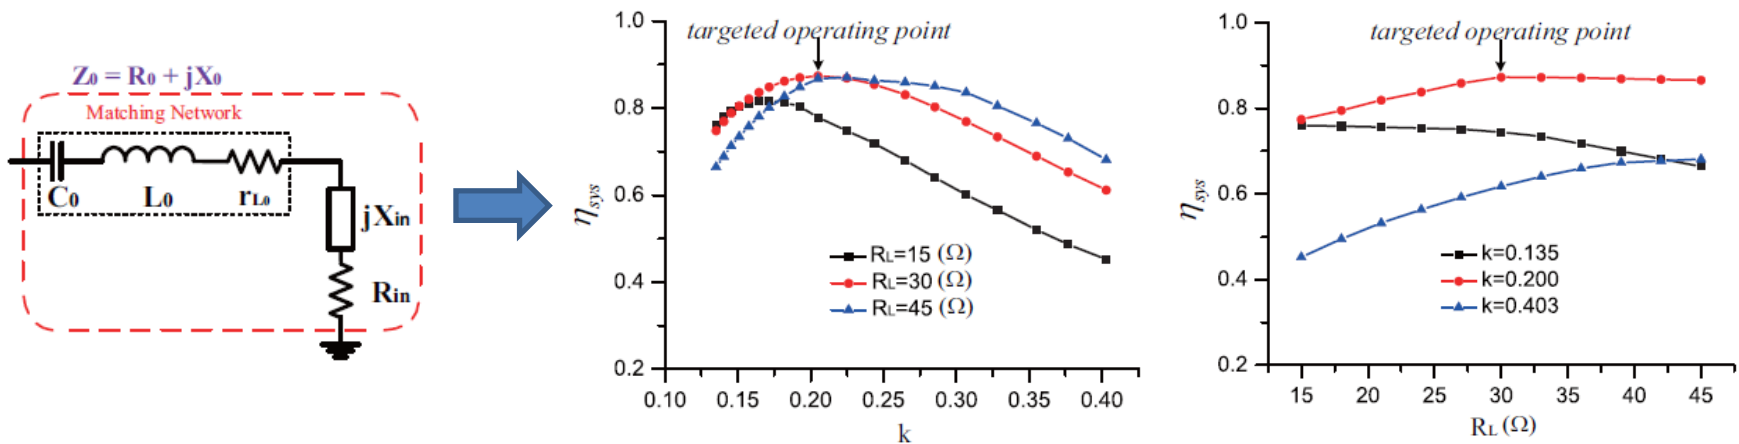 Z₀ = R₀ + jX₀
Matching Network
C₀ L₀ rL₀
jXin
Rin
targeted operating point
ηsys
1.0
0.8
0.6
0.4
0.2
0.10 0.15 0.20 0.25 0.30 0.35 0.40
k
RL=15 (Ω)
RL=30 (Ω)
RL=45 (Ω)
targeted operating point
ηsys
1.0
0.8
0.6
0.4
0.2
15 20 25 30 35 40 45
RL (Ω)
k=0.135
k=0.200
k=0.403